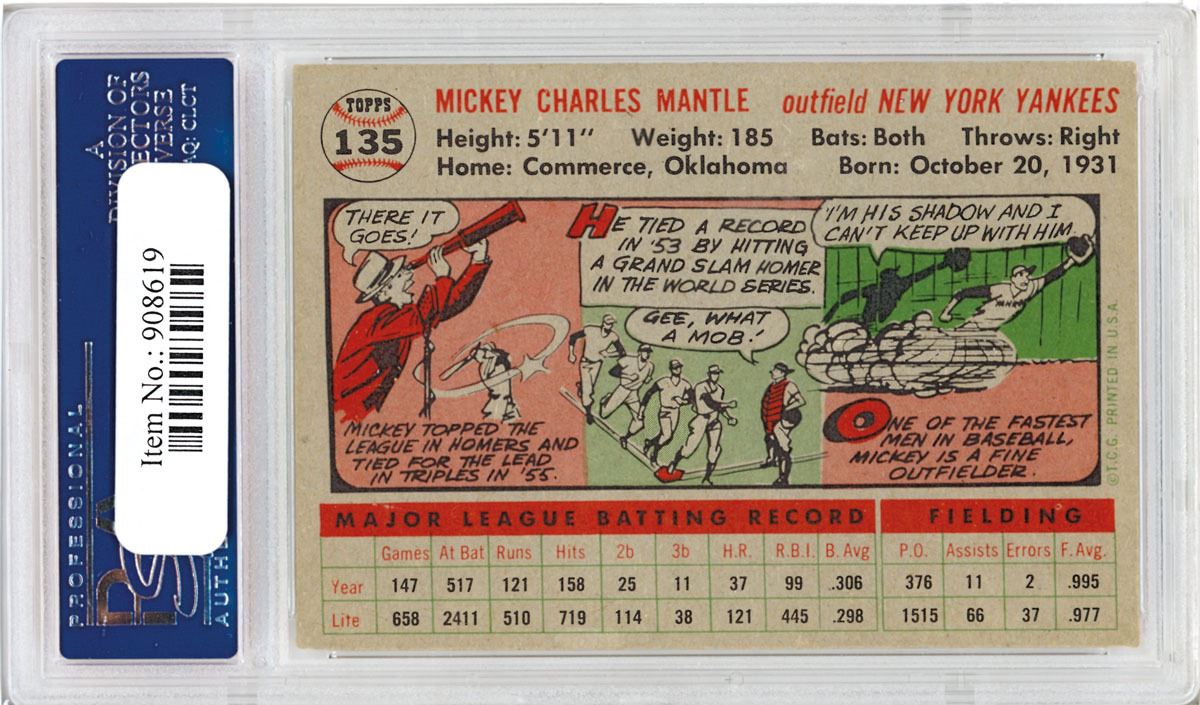 A
DIVISION OF
ECTORS
VERSE
AQ: CLCT
PROFESSIONAL
AUTHE
Item No.: 908619
TOPPS
135
MICKEY CHARLES MANTLE outfield NEW YORK YANKEES
Height: 5'11" Weight: 185 Bats: Both Throws: Right
Home: Commerce, Oklahoma Born: October 20, 1931
THERE IT
GOES!
MICKEY TOPPED THE
LEAGUE IN HOMERS AND
TIED FOR THE LEAD
IN TRIPLES IN '55.
HE TIED A RECORD
IN '53 BY HITTING
A GRAND SLAM HOMER
IN THE WORLD SERIES.
GEE, WHAT
A MOB!
I'M HIS SHADOW AND I
CAN'T KEEP UP WITH HIM.
ONE OF THE FASTEST
MEN IN BASEBALL,
MICKEY IS A FINE
OUTFIELDER.
© T.C.G. PRINTED IN U.S.A.
MAJOR LEAGUE BATTING RECORD FIELDING
Games At Bat Runs Hits 2b 3b H.R. R.B.I. B. Avg P.O. Assists Errors F. Avg.
Year 147 517 121 158 25 11 37 99 .306 376 11 2 .995
Life 658 2411 510 719 114 38 121 445 .298 1515 66 37 .977